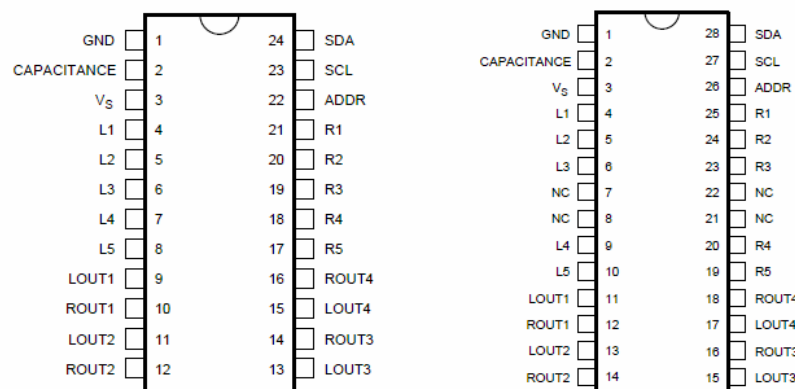 GND 1 24 SDA
CAPACITANCE 2 23 SCL
VS 3 22 ADDR
L1 4 21 R1
L2 5 20 R2
L3 6 19 R3
L4 7 18 R4
L5 8 17 R5
LOUT1 9 16 ROUT4
ROUT1 10 15 LOUT4
LOUT2 11 14 ROUT3
ROUT2 12 13 LOUT3
GND 1 28 SDA
CAPACITANCE 2 27 SCL
VS 3 26 ADDR
L1 4 25 R1
L2 5 24 R2
L3 6 23 R3
NC 7 22 NC
NC 8 21 NC
L4 9 20 R4
L5 10 19 R5
LOUT1 11 18 ROUT4
ROUT1 12 17 LOUT4
LOUT2 13 16 ROUT3
ROUT2 14 15 LOUT3